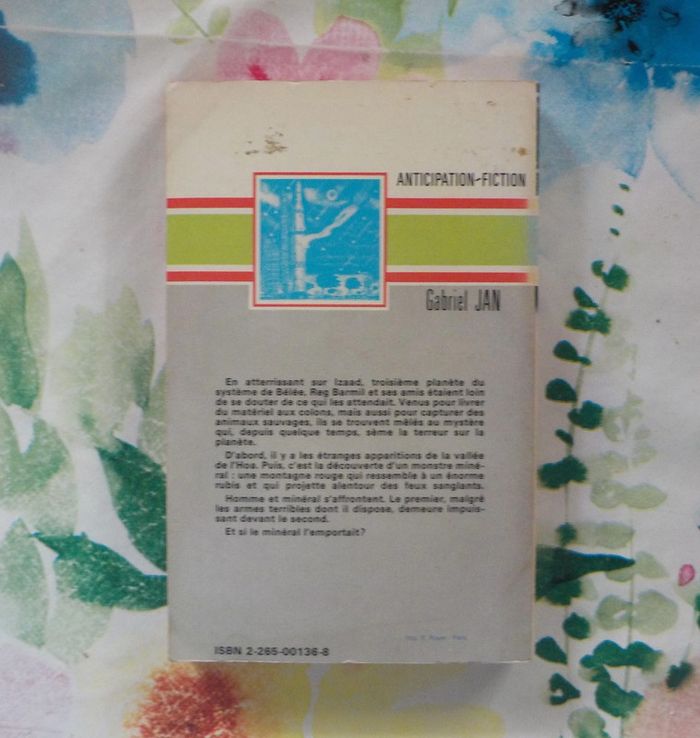 ANTICIPATION-FICTION
Gabriel JAN
En atterrissant sur Izaad, troisième planète du
système de Bélée, Reg Barmil et ses amis étaient loin
de se douter de ce qui les attendait. Venus pour livrer
du matériel aux colons, mais aussi pour capturer des
animaux sauvages, ils se trouvent mêlés au mystère
qui, depuis quelque temps, sème la terreur sur la
planète.
D'abord, il y a les étranges apparitions de la vallée
de l'Hoa. Puis, c'est la découverte d'un monstre miné-
ral : une montagne rouge qui ressemble à un énorme
rubis et qui projette alentour des feux sanglants.
Homme et minéral s'affrontent. Le premier, malgré
les armes terribles dont il dispose, demeure impuis-
sant devant le second.
Et si le minéral l'emportait?
Paris
ISBN 2-265-00136-8